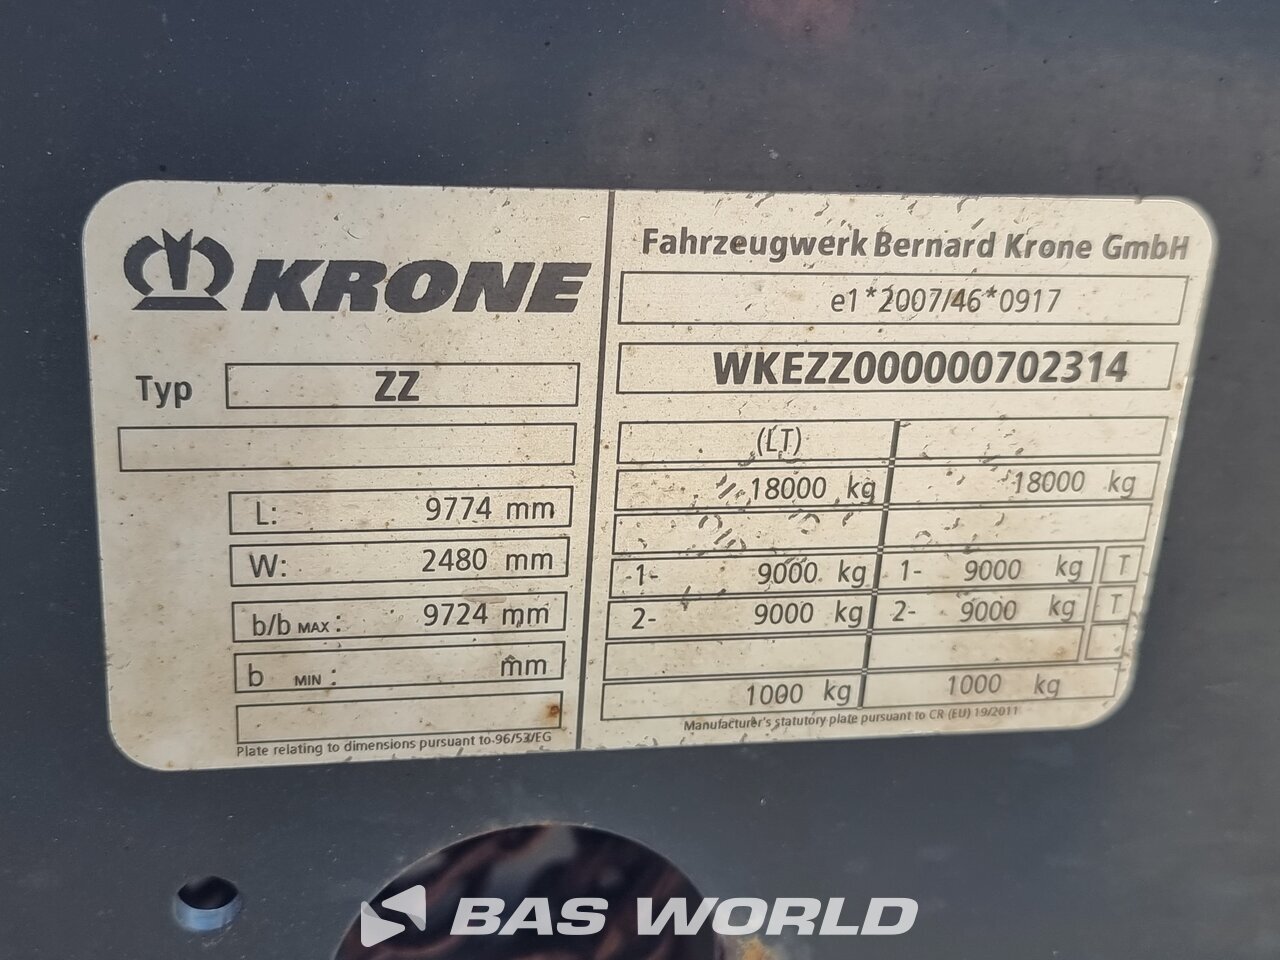 KRONE
Typ ZZ
L: 9774 mm
W: 2480 mm
b/b MAX : 9724 mm
b MIN : mm
Plate relating to dimensions pursuant to 96/53/EG
Fahrzeugwerk Bernard Krone GmbH
e1*2007/46*0917
WKEZZ000000702314
(LT)
18000 kg 18000 kg
-1- 9000 kg 1- 9000 kg T
2- 9000 kg 2- 9000 kg T
1000 kg 1000 kg
Manufacturer's statutory plate pursuant to CR (EU) 19/2011
BAS WORLD